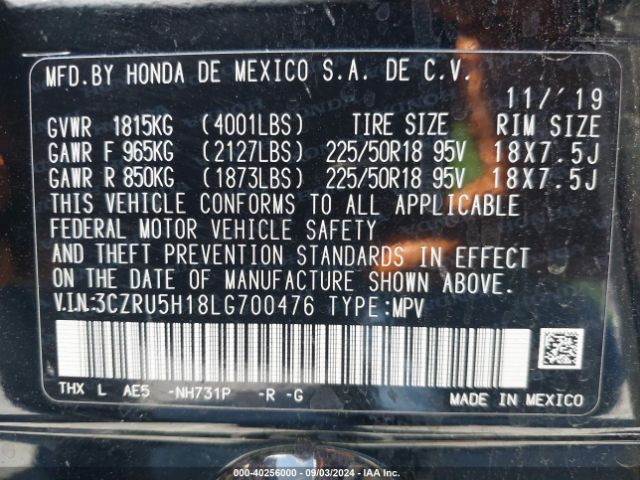 MFD.BY HONDA DE MEXICO S.A. DE C.V.
11/'19
GVWR 1815KG (4001LBS) TIRE SIZE RIM SIZE
GAWR F 965KG (2127LBS) 225/50R18 95V 18X7.5J
GAWR R 850KG (1873LBS) 225/50R18 95V 18X7.5J
THIS VEHICLE CONFORMS TO ALL APPLICABLE
FEDERAL MOTOR VEHICLE SAFETY
AND THEFT PREVENTION STANDARDS IN EFFECT
ON THE DATE OF MANUFACTURE SHOWN ABOVE.
V.I.N:3CZRU5H18LG700476 TYPE:MPV
THX L AE5 -NH731P -R -G
MADE IN MEXICO
000-40256000 - 09/03/2024 - IAA Inc.